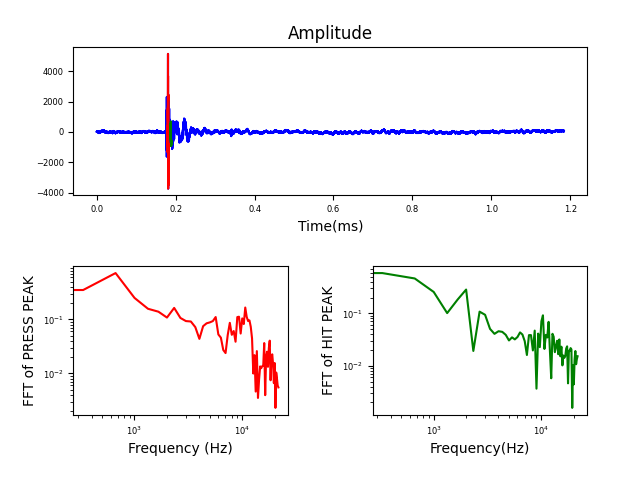 Amplitude
4000
2000
0
−2000
−4000
0.0 0.2 0.4 0.6 0.8 1.0 1.2
Time(ms)
FFT of PRESS PEAK
10⁻¹
10⁻²
10³ 10⁴
Frequency (Hz)
FFT of HIT PEAK
10⁻¹
10⁻²
10³ 10⁴
Frequency(Hz)